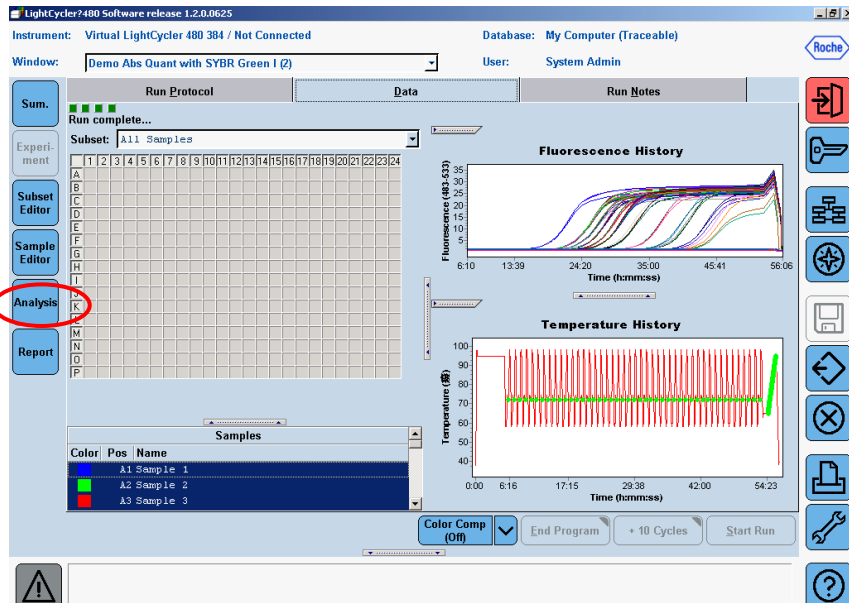 LightCycler?480 Software release 1.2.0.0625
Instrument: Virtual LightCycler 480 384 / Not Connected
Database: My Computer (Traceable)
Window: Demo Abs Quant with SYBR Green I (2)
User: System Admin
Roche
Run Protocol
Data
Run Notes
Sum.
Experi-
ment
Subset
Editor
Sample
Editor
Analysis
Report
Run complete...
Subset: All Samples
1 2 3 4 5 6 7 8 9 10 11 12 13 14 15 16 17 18 19 20 21 22 23 24
A
B
C
D
E
F
G
H
I
J
K
L
M
N
O
P
Samples
Color Pos Name
A1 Sample 1
A2 Sample 2
A3 Sample 3
Fluorescence History
Fluorescence (483-533)
35
30
25
20
15
10
5
6:10 13:39 24:20 35:00 45:41 56:06
Time (h:mm:ss)
Temperature History
Temperature (癈)
100
90
80
70
60
50
40
0:00 6:16 17:15 29:38 42:00 54:23
Time (h:mm:ss)
Color Comp
(Off)
End Program
+ 10 Cycles
Start Run